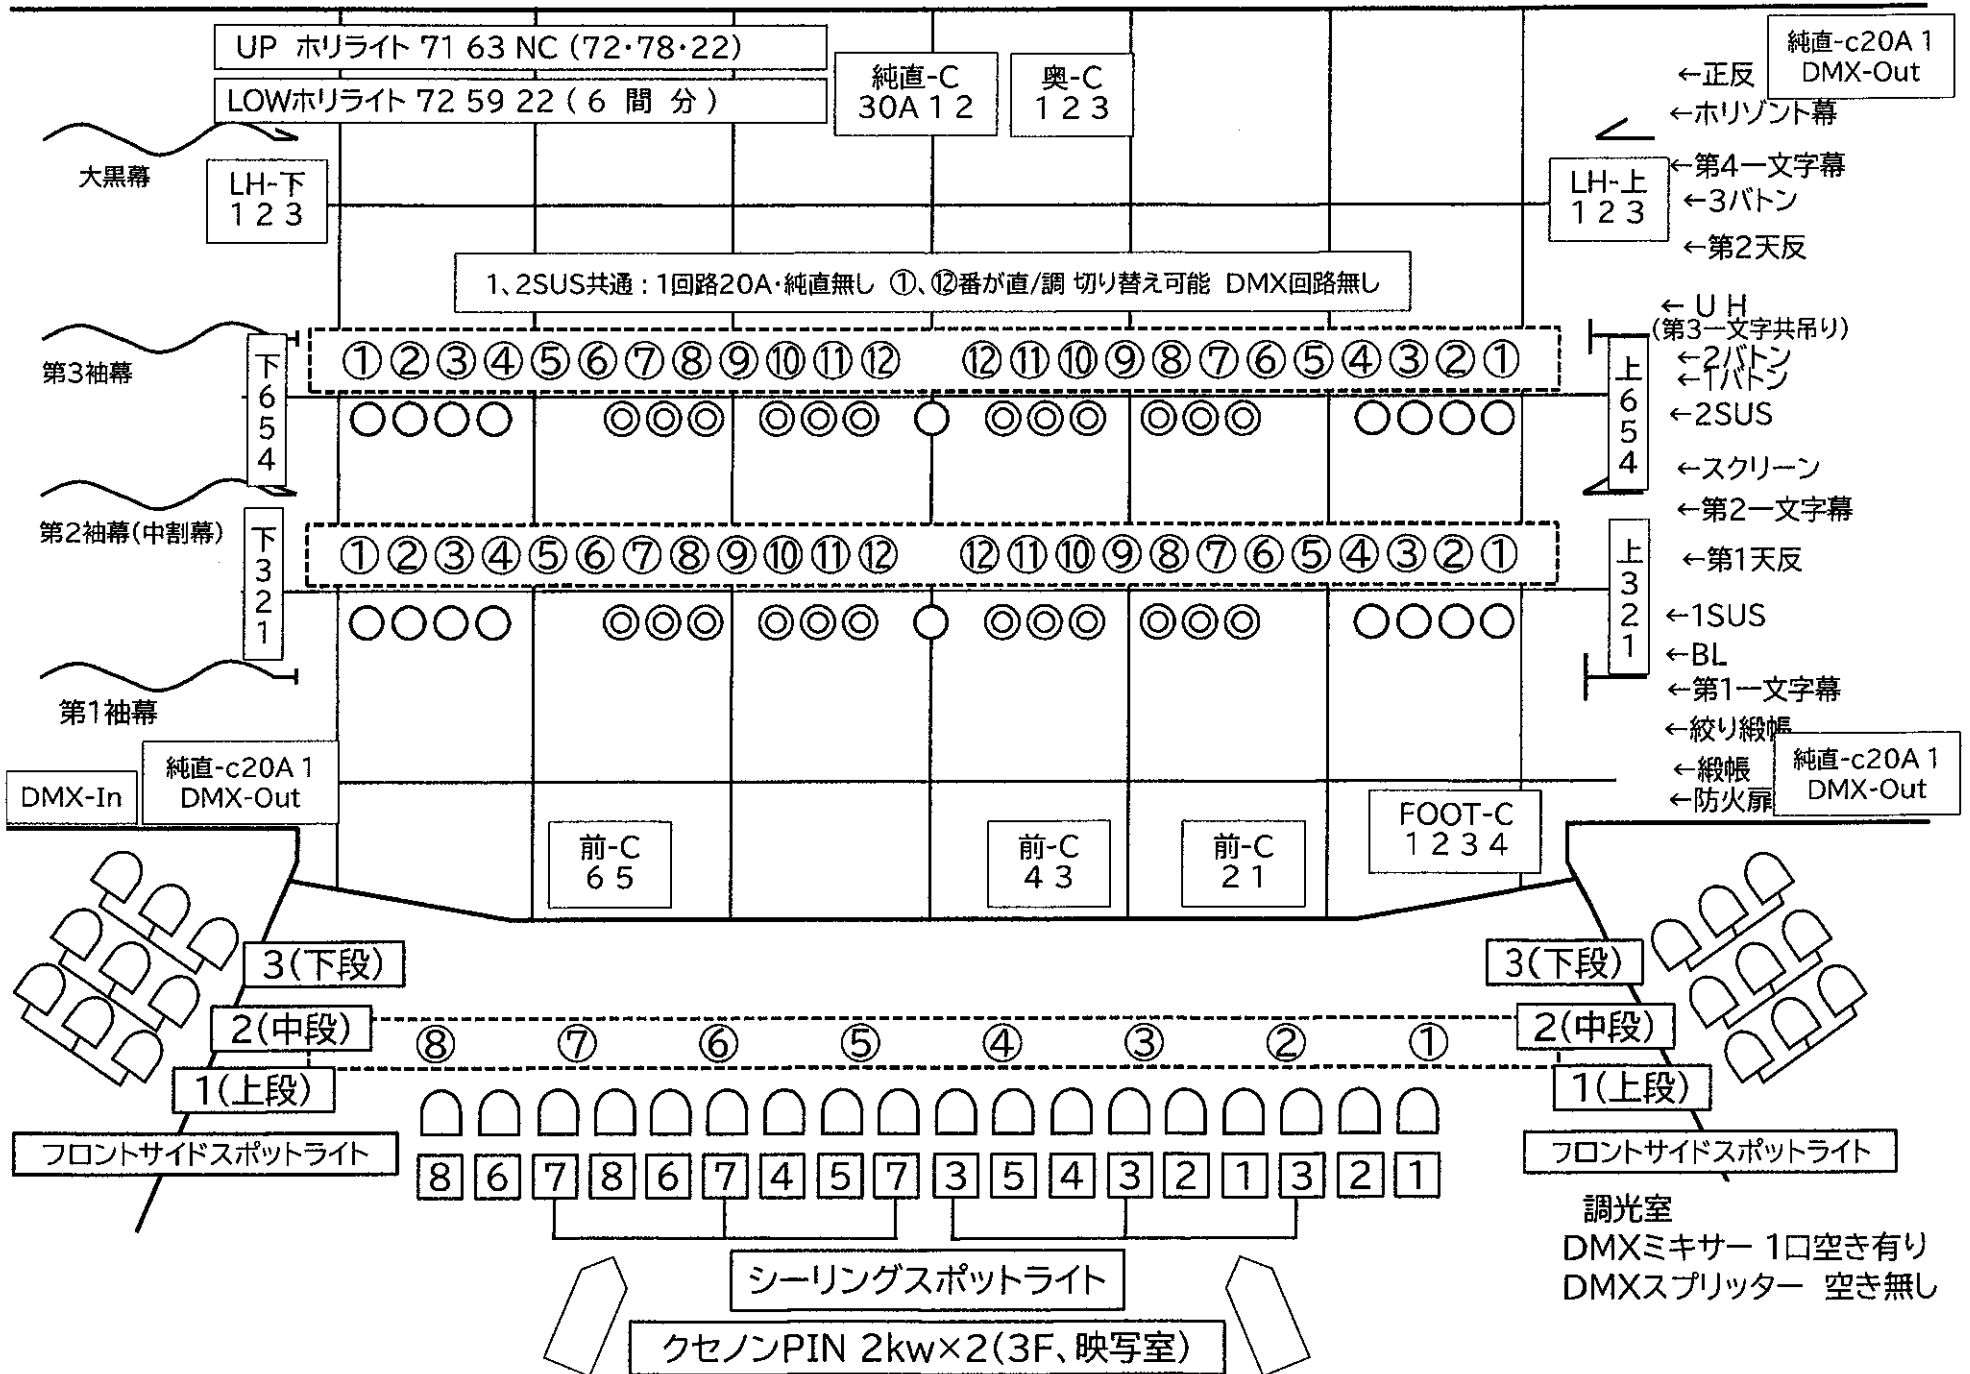 UP ホリライト 71 63 NC (72・78・22)
LOWホリライト 72 59 22 ( 6 間 分 )
純直-C
30A 1 2
奥-C
1 2 3
純直-c20A 1
DMX-Out
←正反
←ホリゾント幕
←第4一文字幕
←3バトン
←第2天反
大黒幕
LH-下
1 2 3
LH-上
1 2 3
1、2SUS共通 : 1回路20A・純直無し ①、⑫番が直/調 切り替え可能 DMX回路無し
← U H
(第3一文字共吊り)
←2バトン
←1バトン
←2SUS
←スクリーン
←第2一文字幕
←第1天反
←1SUS
←BL
←第1一文字幕
←絞り緞帳
←緞帳
←防火扉
第3袖幕
下
6
5
4
①②③④⑤⑥⑦⑧⑨⑩⑪⑫ ⑫⑪⑩⑨⑧⑦⑥⑤④③②①
上
6
5
4
第2袖幕(中割幕)
下
3
2
1
①②③④⑤⑥⑦⑧⑨⑩⑪⑫ ⑫⑪⑩⑨⑧⑦⑥⑤④③②①
上
3
2
1
第1袖幕
DMX-In
純直-c20A 1
DMX-Out
純直-c20A 1
DMX-Out
前-C
6 5
前-C
4 3
前-C
2 1
FOOT-C
1 2 3 4
3(下段)
2(中段)
1(上段)
フロントサイドスポットライト
⑧ ⑦ ⑥ ⑤ ④ ③ ② ①
3(下段)
2(中段)
1(上段)
フロントサイドスポットライト
8 6 7 8 6 7 4 5 7 3 5 4 3 2 1 3 2 1
シーリングスポットライト
クセノンPIN 2kw×2(3F、映写室)
調光室
DMXミキサー 1口空き有り
DMXスプリッター 空き無し